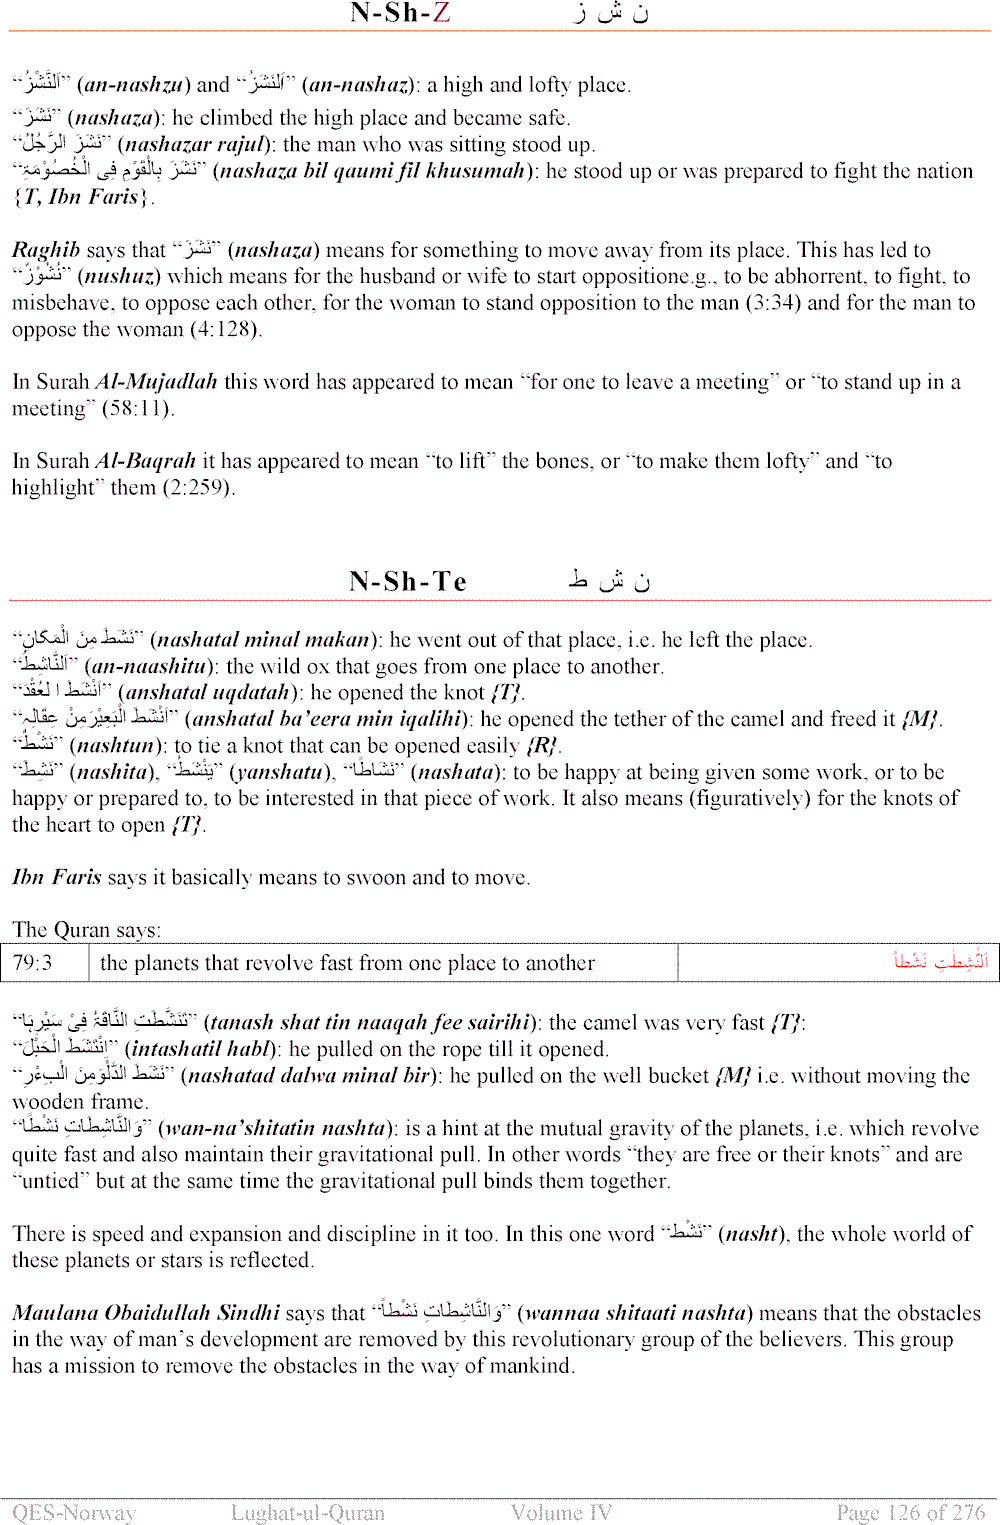 N-Sh-Z ن ش ز
“اَلنَّشْزُ” (an-nashzu) and “اَلنَشَزُ” (an-nashaz): a high and lofty place.
“نَشَزَ” (nashaza): he climbed the high place and became safe.
“نَشَزَ الرَّجُلُ” (nashazar rajul): the man who was sitting stood up.
“نَشَزَ بِالْقَوْمِ فِی الْخُصُوْمَۃِ” (nashaza bil qaumi fil khusumah): he stood up or was prepared to fight the nation
{T, Ibn Faris}.
Raghib says that “نَشَزَ” (nashaza) means for something to move away from its place. This has led to
“نُشُوْزٌ” (nushuz) which means for the husband or wife to start oppositione.g., to be abhorrent, to fight, to
misbehave, to oppose each other, for the woman to stand opposition to the man (3:34) and for the man to
oppose the woman (4:128).
In Surah Al-Mujadlah this word has appeared to mean “for one to leave a meeting” or “to stand up in a
meeting” (58:11).
In Surah Al-Baqrah it has appeared to mean “to lift” the bones, or “to make them lofty” and “to
highlight” them (2:259).
N-Sh-Te ن ش ط
“نَشَطَ مِنَ الْمَکَانِ” (nashatal minal makan): he went out of that place, i.e. he left the place.
“اَلنَّاشِطُ” (an-naashitu): the wild ox that goes from one place to another.
“اَنْشَطَ ا لعُقْدَ” (anshatal uqdatah): he opened the knot {T}.
“اَنْشَطَ الْبَعِیْرَمِنْ عِقَالِہٖ” (anshatal ba’eera min iqalihi): he opened the tether of the camel and freed it {M}.
“نَشْطٌ” (nashtun): to tie a knot that can be opened easily {R}.
“نَشِطَ” (nashita), “یَنْشَطُ” (yanshatu), “نَشَاطًا” (nashata): to be happy at being given some work, or to be
happy or prepared to, to be interested in that piece of work. It also means (figuratively) for the knots of
the heart to open {T}.
Ibn Faris says it basically means to swoon and to move.
The Quran says:
79:3 the planets that revolve fast from one place to another اَلنّٰشِطٰتِ نَشْطاً
“تَنَشَّطَتِ النَّاقَۃُ فِیْ سَیْرِہَا” (tanash shat tin naaqah fee sairihi): the camel was very fast {T}:
“اِنْتَشَطَ الْحَبْلَ” (intashatil habl): he pulled on the rope till it opened.
“نَشَطَ الدَّلْوَمِنَ الْبِءْرِ” (nashatad dalwa minal bir): he pulled on the well bucket {M} i.e. without moving the
wooden frame.
“وَالنَّاشِطَاتِ نَشْطًا” (wan-na’shitatin nashta): is a hint at the mutual gravity of the planets, i.e. which revolve
quite fast and also maintain their gravitational pull. In other words “they are free or their knots” and are
“untied” but at the same time the gravitational pull binds them together.
There is speed and expansion and discipline in it too. In this one word “نَشْط” (nasht), the whole world of
these planets or stars is reflected.
Maulana Obaidullah Sindhi says that “وَالنَّاشِطَاتِ نَشْطاً” (wannaa shitaati nashta) means that the obstacles
in the way of man’s development are removed by this revolutionary group of the believers. This group
has a mission to remove the obstacles in the way of mankind.
QES-Norway Lughat-ul-Quran Volume IV Page 126 of 276